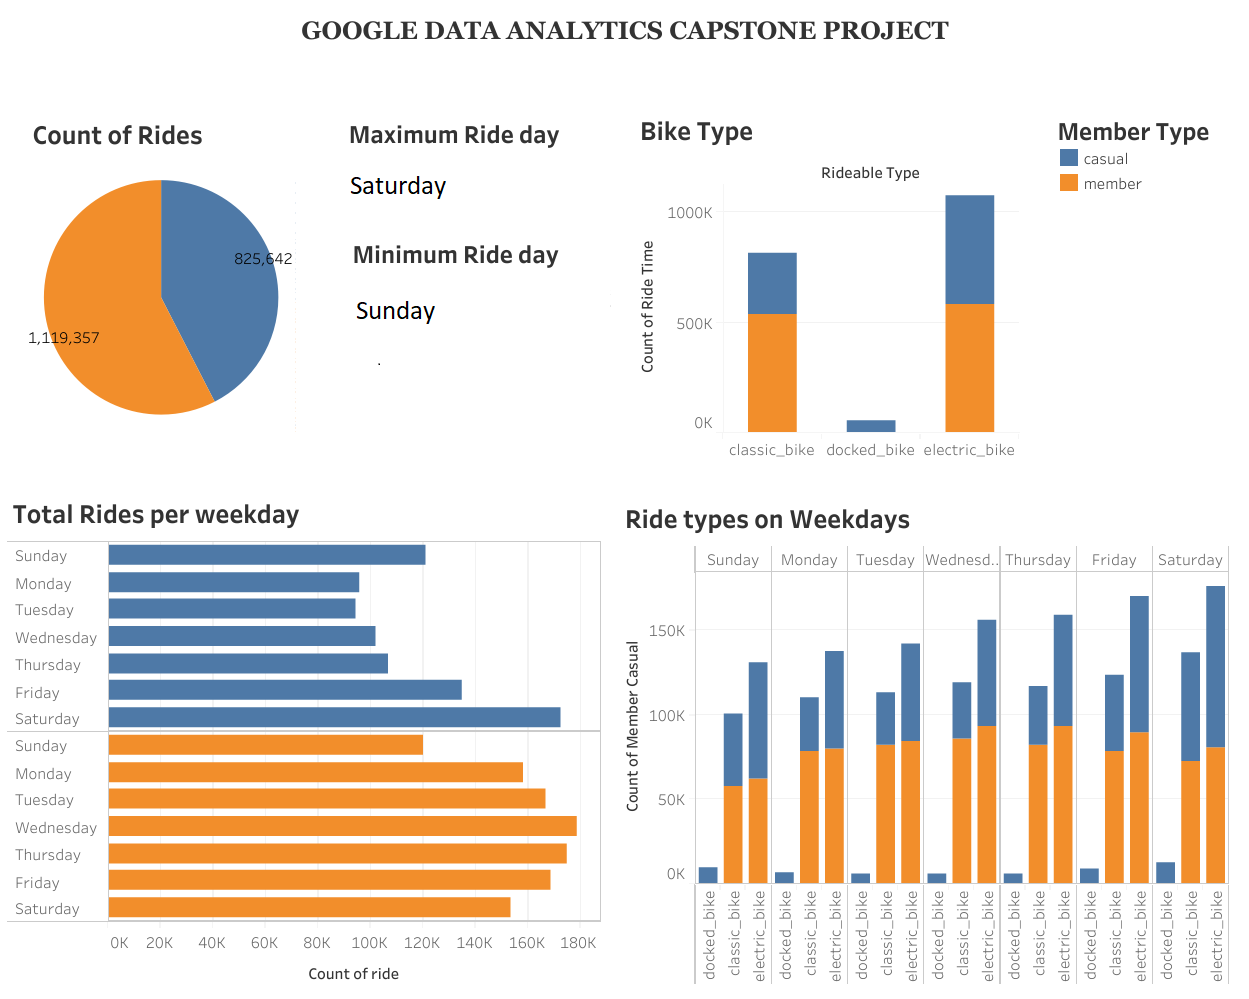 GOOGLE DATA ANALYTICS CAPSTONE PROJECT
Count of Rides
825,642
1,119,357
Maximum Ride day
Saturday
Minimum Ride day
Sunday
.
Bike Type
Rideable Type
Count of Ride Time
1000K
500K
0K
classic_bike docked_bike electric_bike
Member Type
casual
member
Total Rides per weekday
Sunday
Monday
Tuesday
Wednesday
Thursday
Friday
Saturday
Sunday
Monday
Tuesday
Wednesday
Thursday
Friday
Saturday
0K 20K 40K 60K 80K 100K 120K 140K 160K 180K
Count of ride
Ride types on Weekdays
Sunday Monday Tuesday Wednesd.. Thursday Friday Saturday
Count of Member Casual
150K
100K
50K
0K
docked_bike
classic_bike
electric_bike
docked_bike
classic_bike
electric_bike
docked_bike
classic_bike
electric_bike
docked_bike
classic_bike
electric_bike
docked_bike
classic_bike
electric_bike
docked_bike
classic_bike
electric_bike
docked_bike
classic_bike
electric_bike